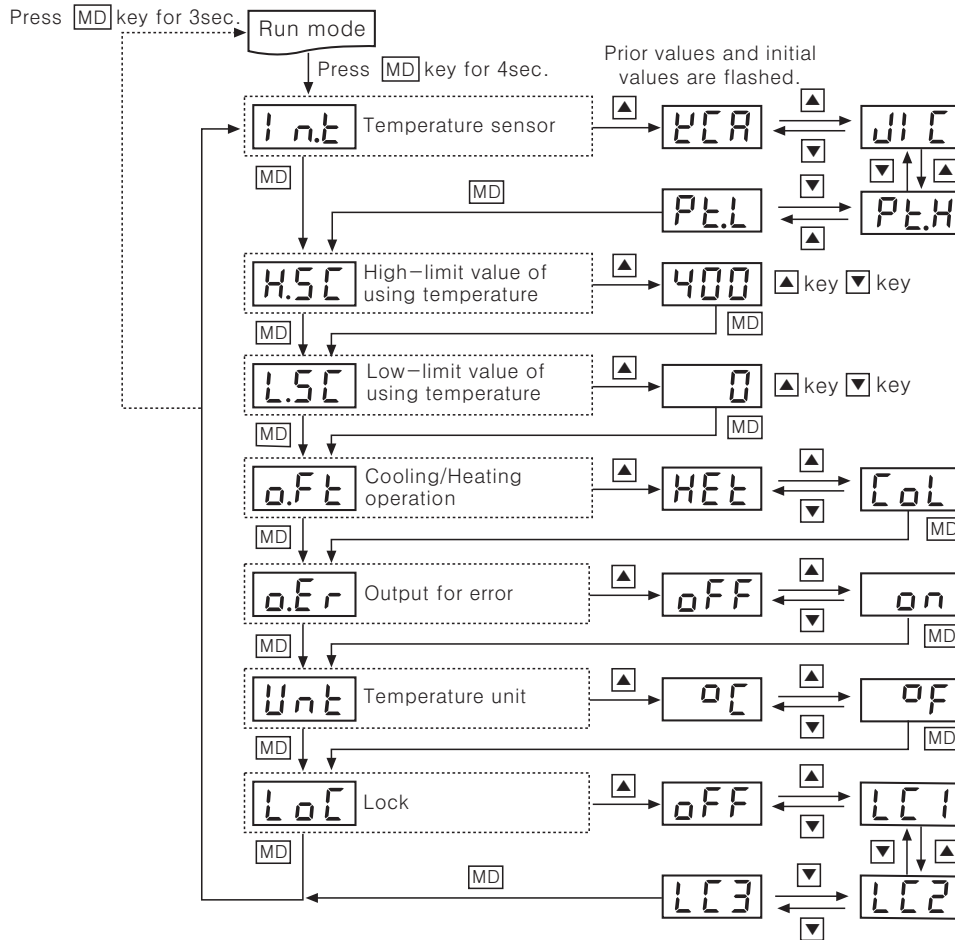 Press MD key for 3sec.
Run mode
Press MD key for 4sec.
Prior values and initial
values are flashed.
In.t Temperature sensor ▲ KCA ▲ ▼ JIC
MD
▼ ▲
MD
Pt.L ▼ ▲ Pt.H
H.SC High-limit value of
using temperature ▲ 400 ▲ key ▼ key
MD
MD
L.SC Low-limit value of
using temperature ▲ 0 ▲ key ▼ key
MD
MD
o.Ft Cooling/Heating
operation ▲ HEt ▲ ▼ CoL
MD
MD
o.Er Output for error ▲ oFF ▲ ▼ on
MD
MD
Unt Temperature unit ▲ °C ▲ ▼ °F
MD
MD
LoC Lock ▲ oFF ▲ ▼ LC1
MD
▼ ▲
MD
LC3 ▼ ▼ LC2